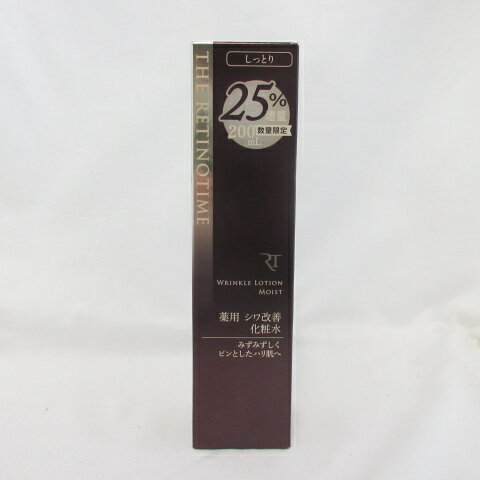 THE RETINOTIME
しっとり
25%
増量
200mL
数量限定
RT
WRINKLE LOTION
MOIST
薬用 シワ改善
化粧水
みずみずしく
ピンとしたハリ肌へ